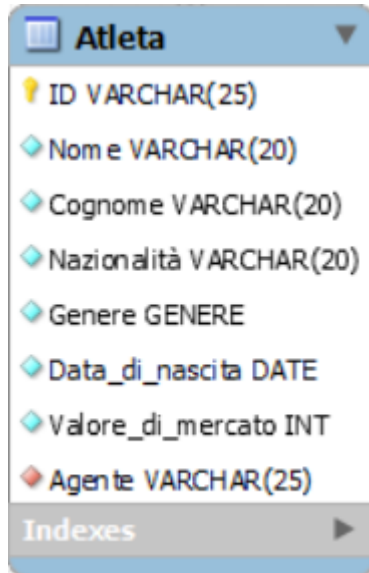 Atleta
ID VARCHAR(25)
Nome VARCHAR(20)
Cognome VARCHAR(20)
Nazionalità VARCHAR(20)
Genere GENERE
Data_di_nascita DATE
Valore_di_mercato INT
Agente VARCHAR(25)
Indexes